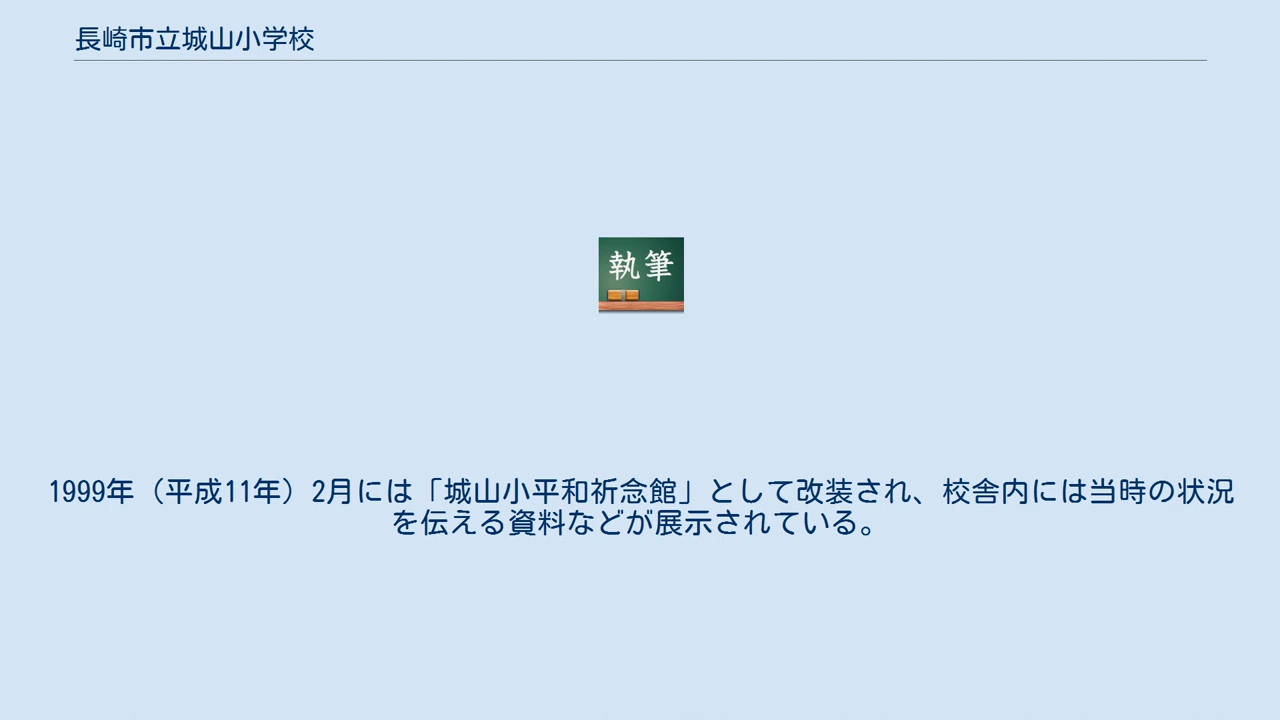 長崎市立城山小学校
執筆
1999年（平成11年）2月には「城山小平和祈念館」として改装され、校舎内には当時の状況
を伝える資料などが展示されている。